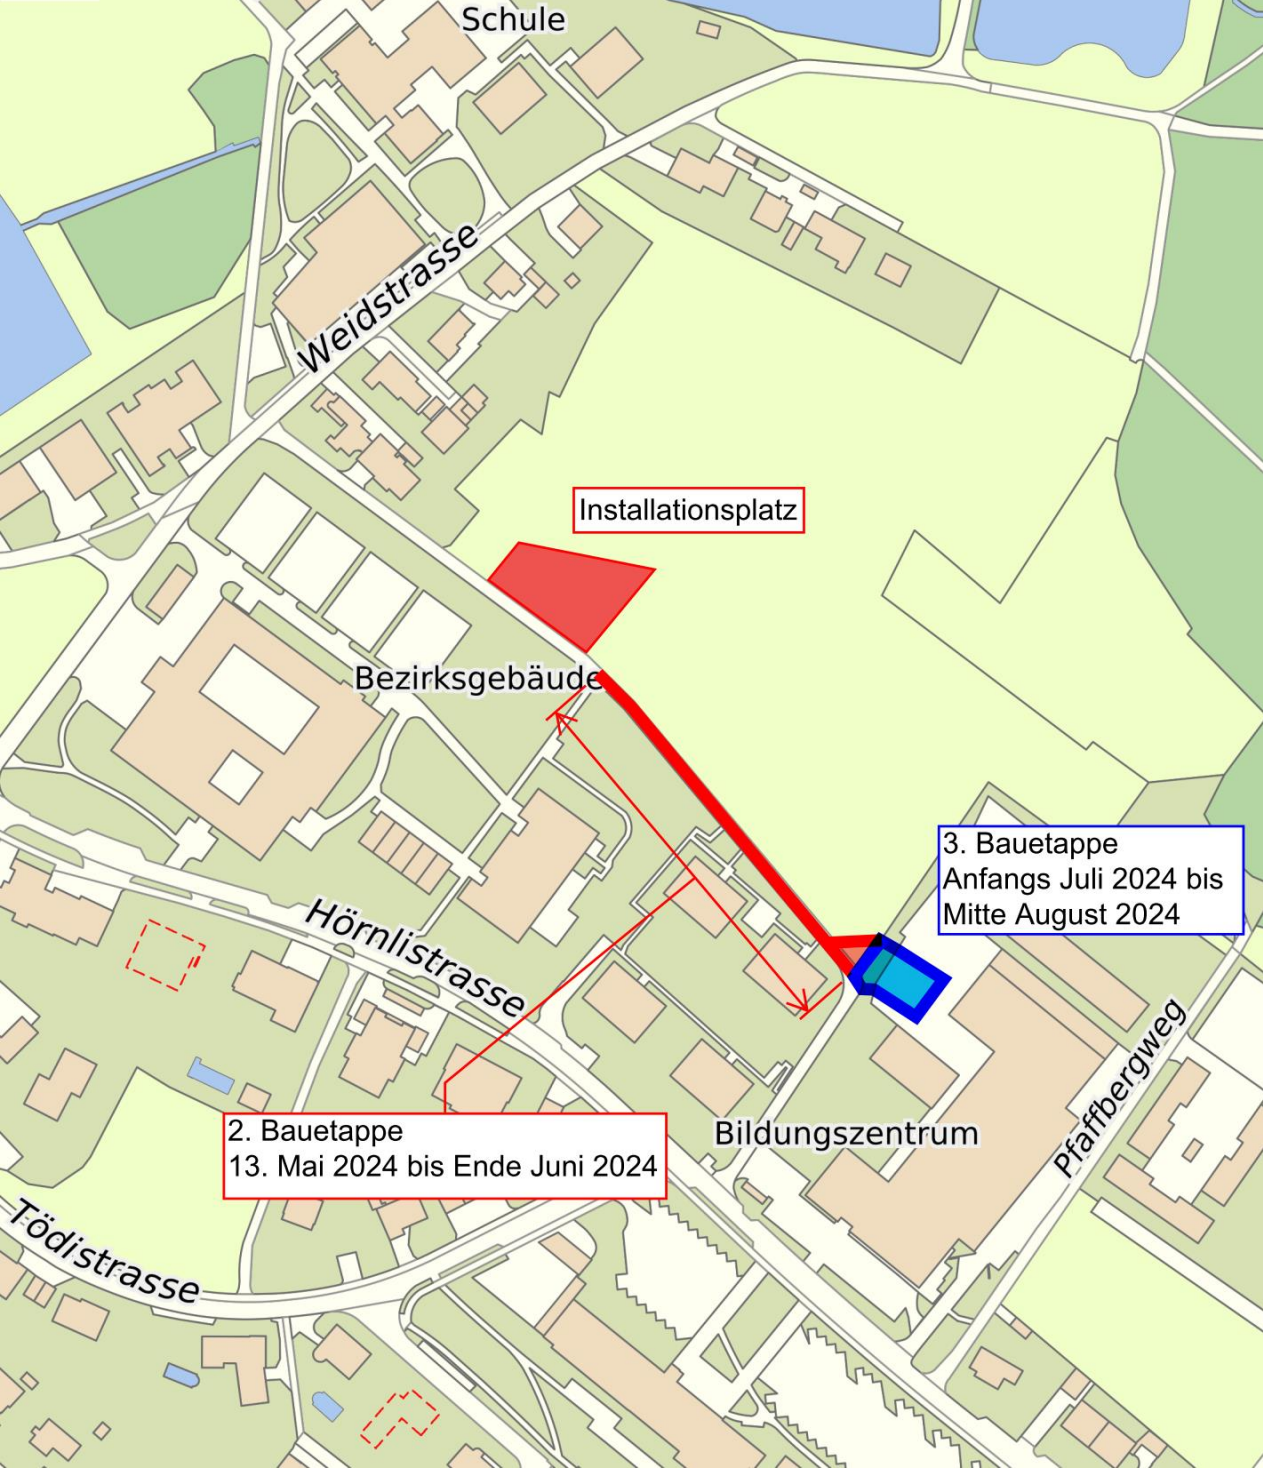 Schule
Weidstrasse
Installationsplatz
Bezirksgebäude
3. Bauetappe
Anfangs Juli 2024 bis
Mitte August 2024
Hörnlistrasse
Pfaffbergweg
2. Bauetappe
13. Mai 2024 bis Ende Juni 2024
Bildungszentrum
Tödistrasse